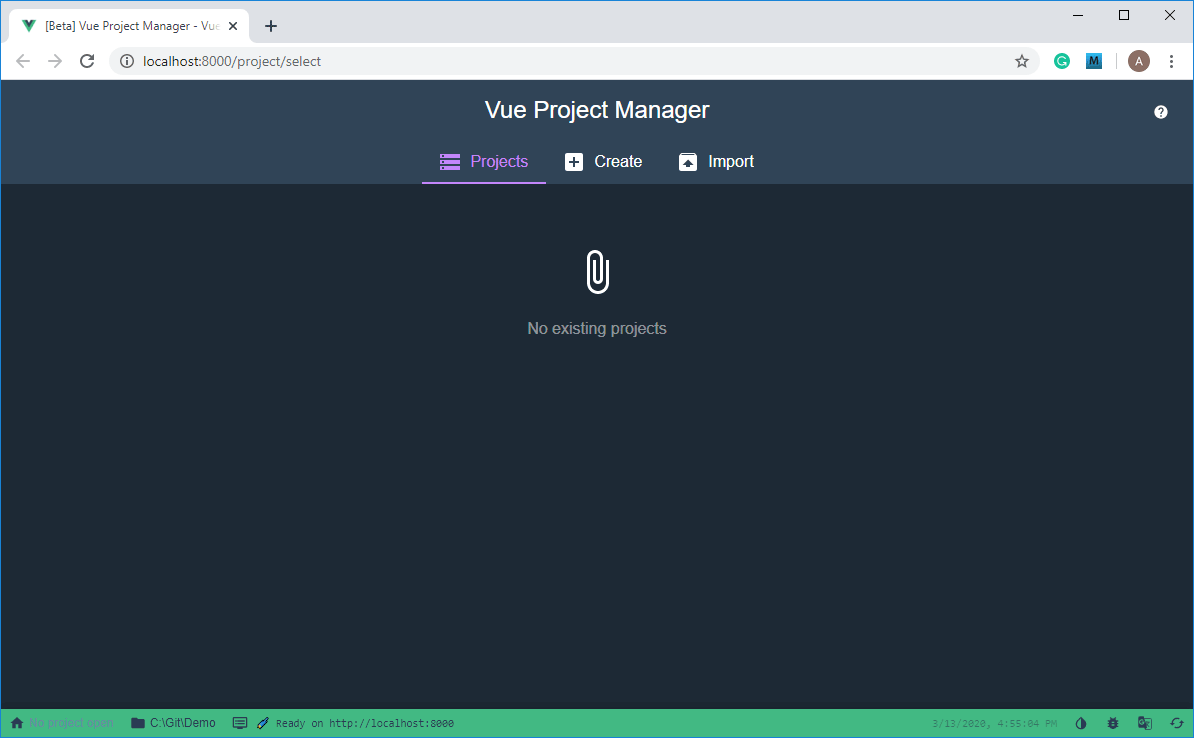 [Beta] Vue Project Manager - Vue
localhost:8000/project/select
M
A
Vue Project Manager
Projects
Create
Import
No existing projects
No project open
C:\Git\Demo
Ready on http://localhost:8000
3/13/2020, 4:55:04 PM